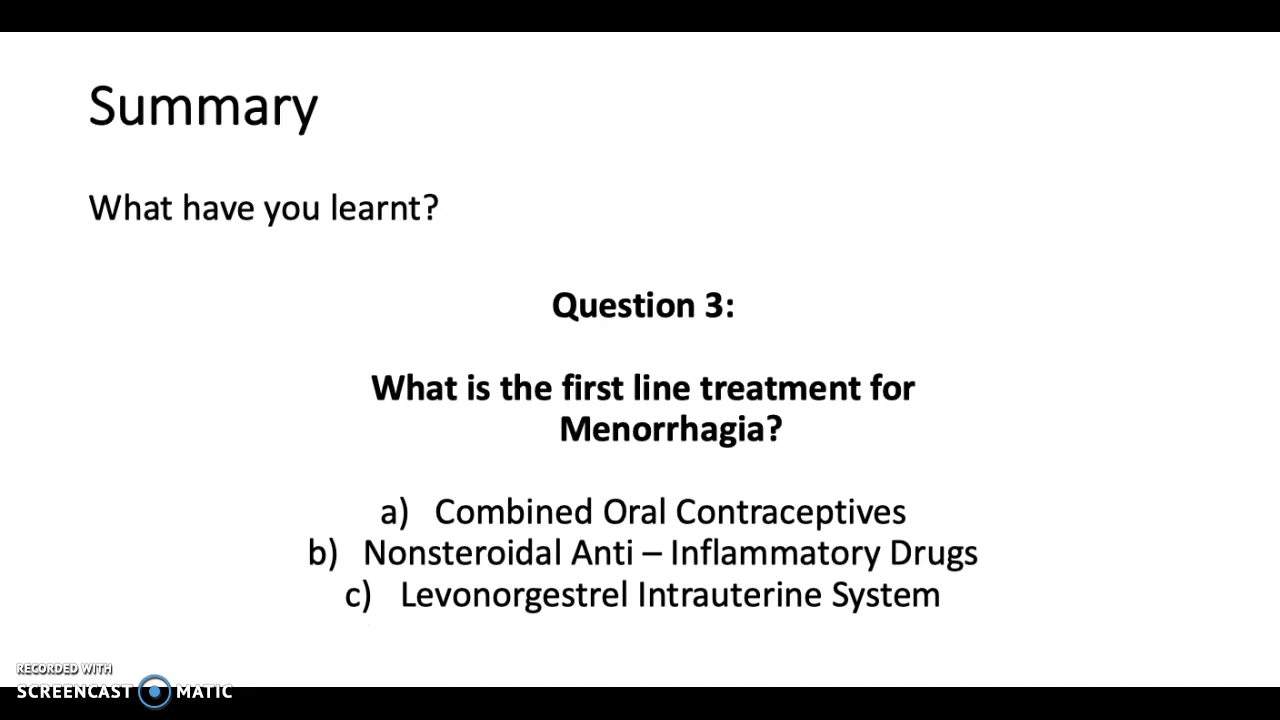 Summary
What have you learnt?
Question 3:
What is the first line treatment for
Menorrhagia?
a) Combined Oral Contraceptives
b) Nonsteroidal Anti – Inflammatory Drugs
c) Levonorgestrel Intrauterine System
RECORDED WITH
SCREENCAST MATIC